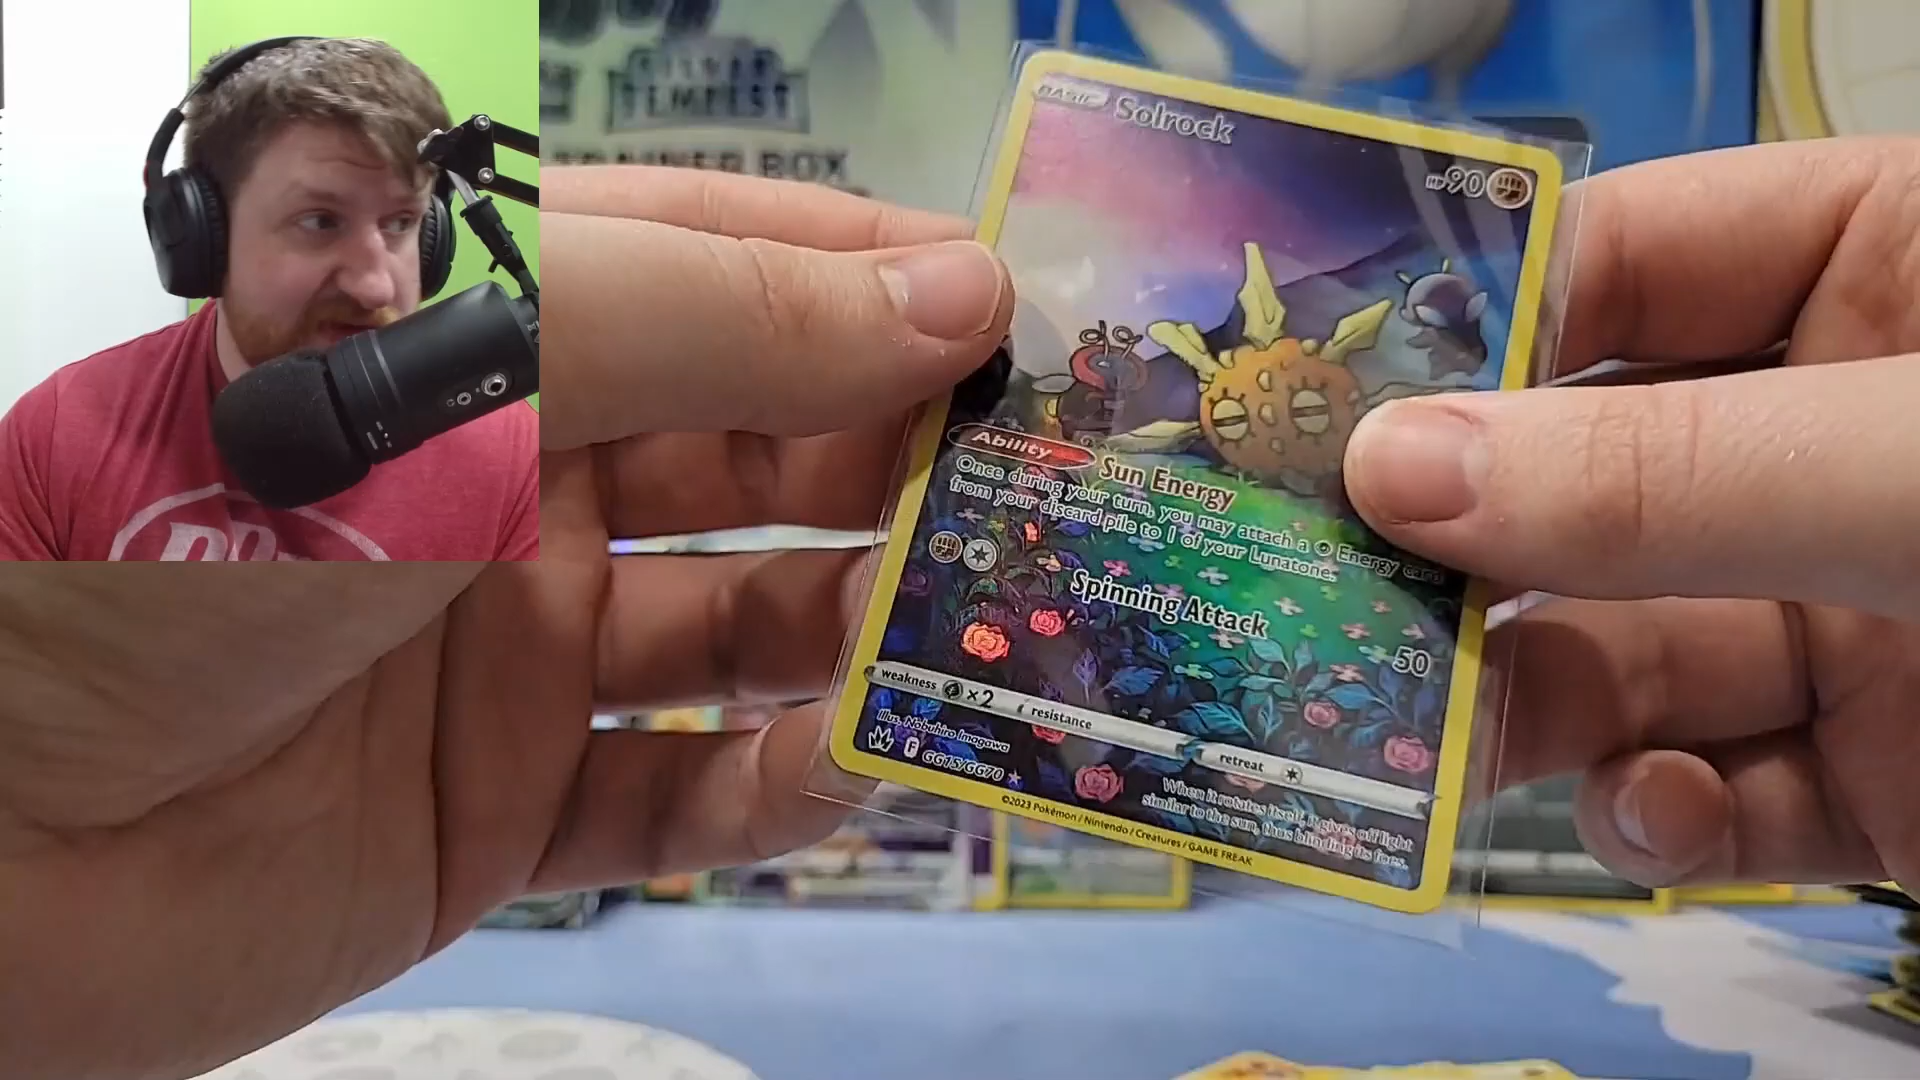 SILVER
TEMPEST
TRAINER BOX
BASIC Solrock
HP 90
Ability Sun Energy
Once during your turn, you may attach a Energy card
from your discard pile to 1 of your Lunatone.
Spinning Attack
50
weakness ×2 resistance
retreat
Illus. Nobuhiro Imagawa
F GG15/GG70
When it rotates itself, it gives off light
similar to the sun, thus blinding its foes.
©2023 Pokémon / Nintendo / Creatures / GAME FREAK